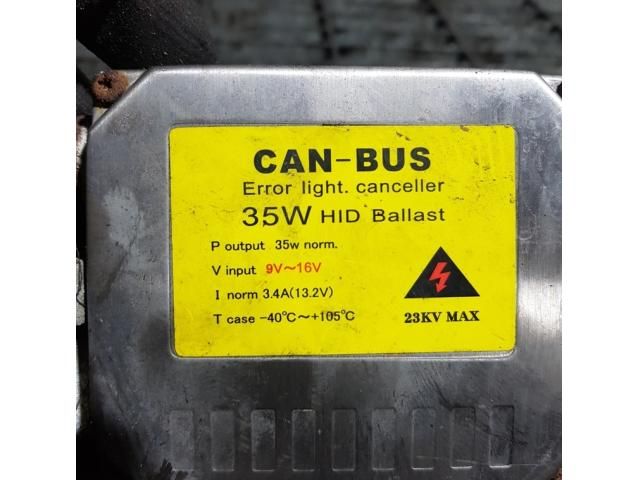 CAN-BUS
Error light. canceller
35W HID Ballast
P output 35w norm.
V input 9V～16V
I norm 3.4A(13.2V)
T case -40℃～+105℃
23KV MAX